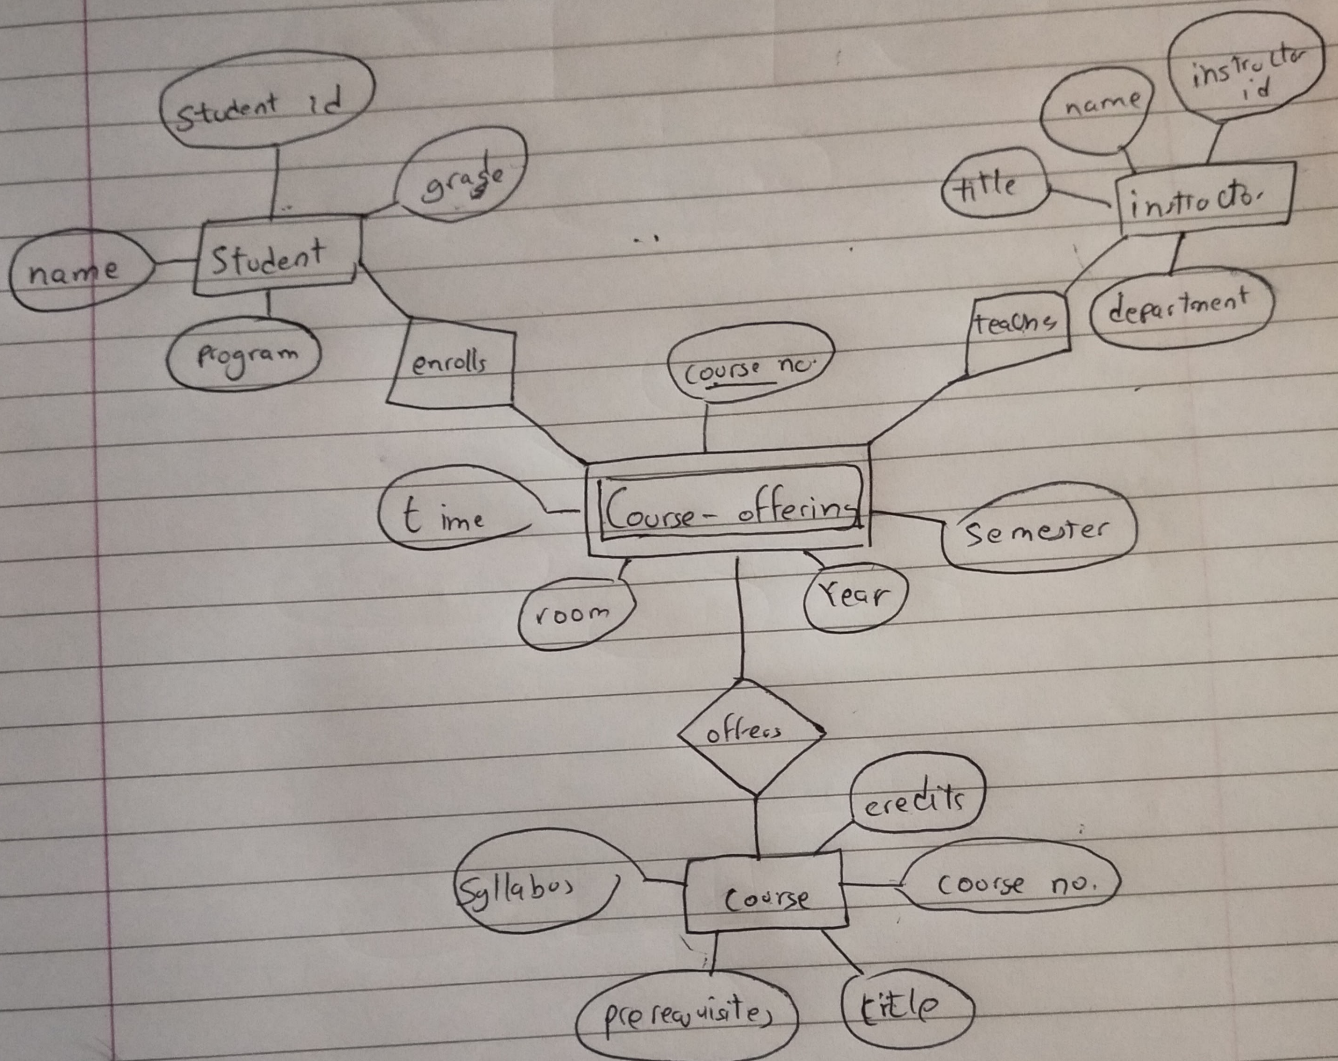 instructor
id
name
Student id
title
grade
instructor
Student
name
department
teachs
program
enrolls
course no.
Course-offering
time
semester
Year
room
offers
credits
Syllabus
course no.
course
prerequisites
title